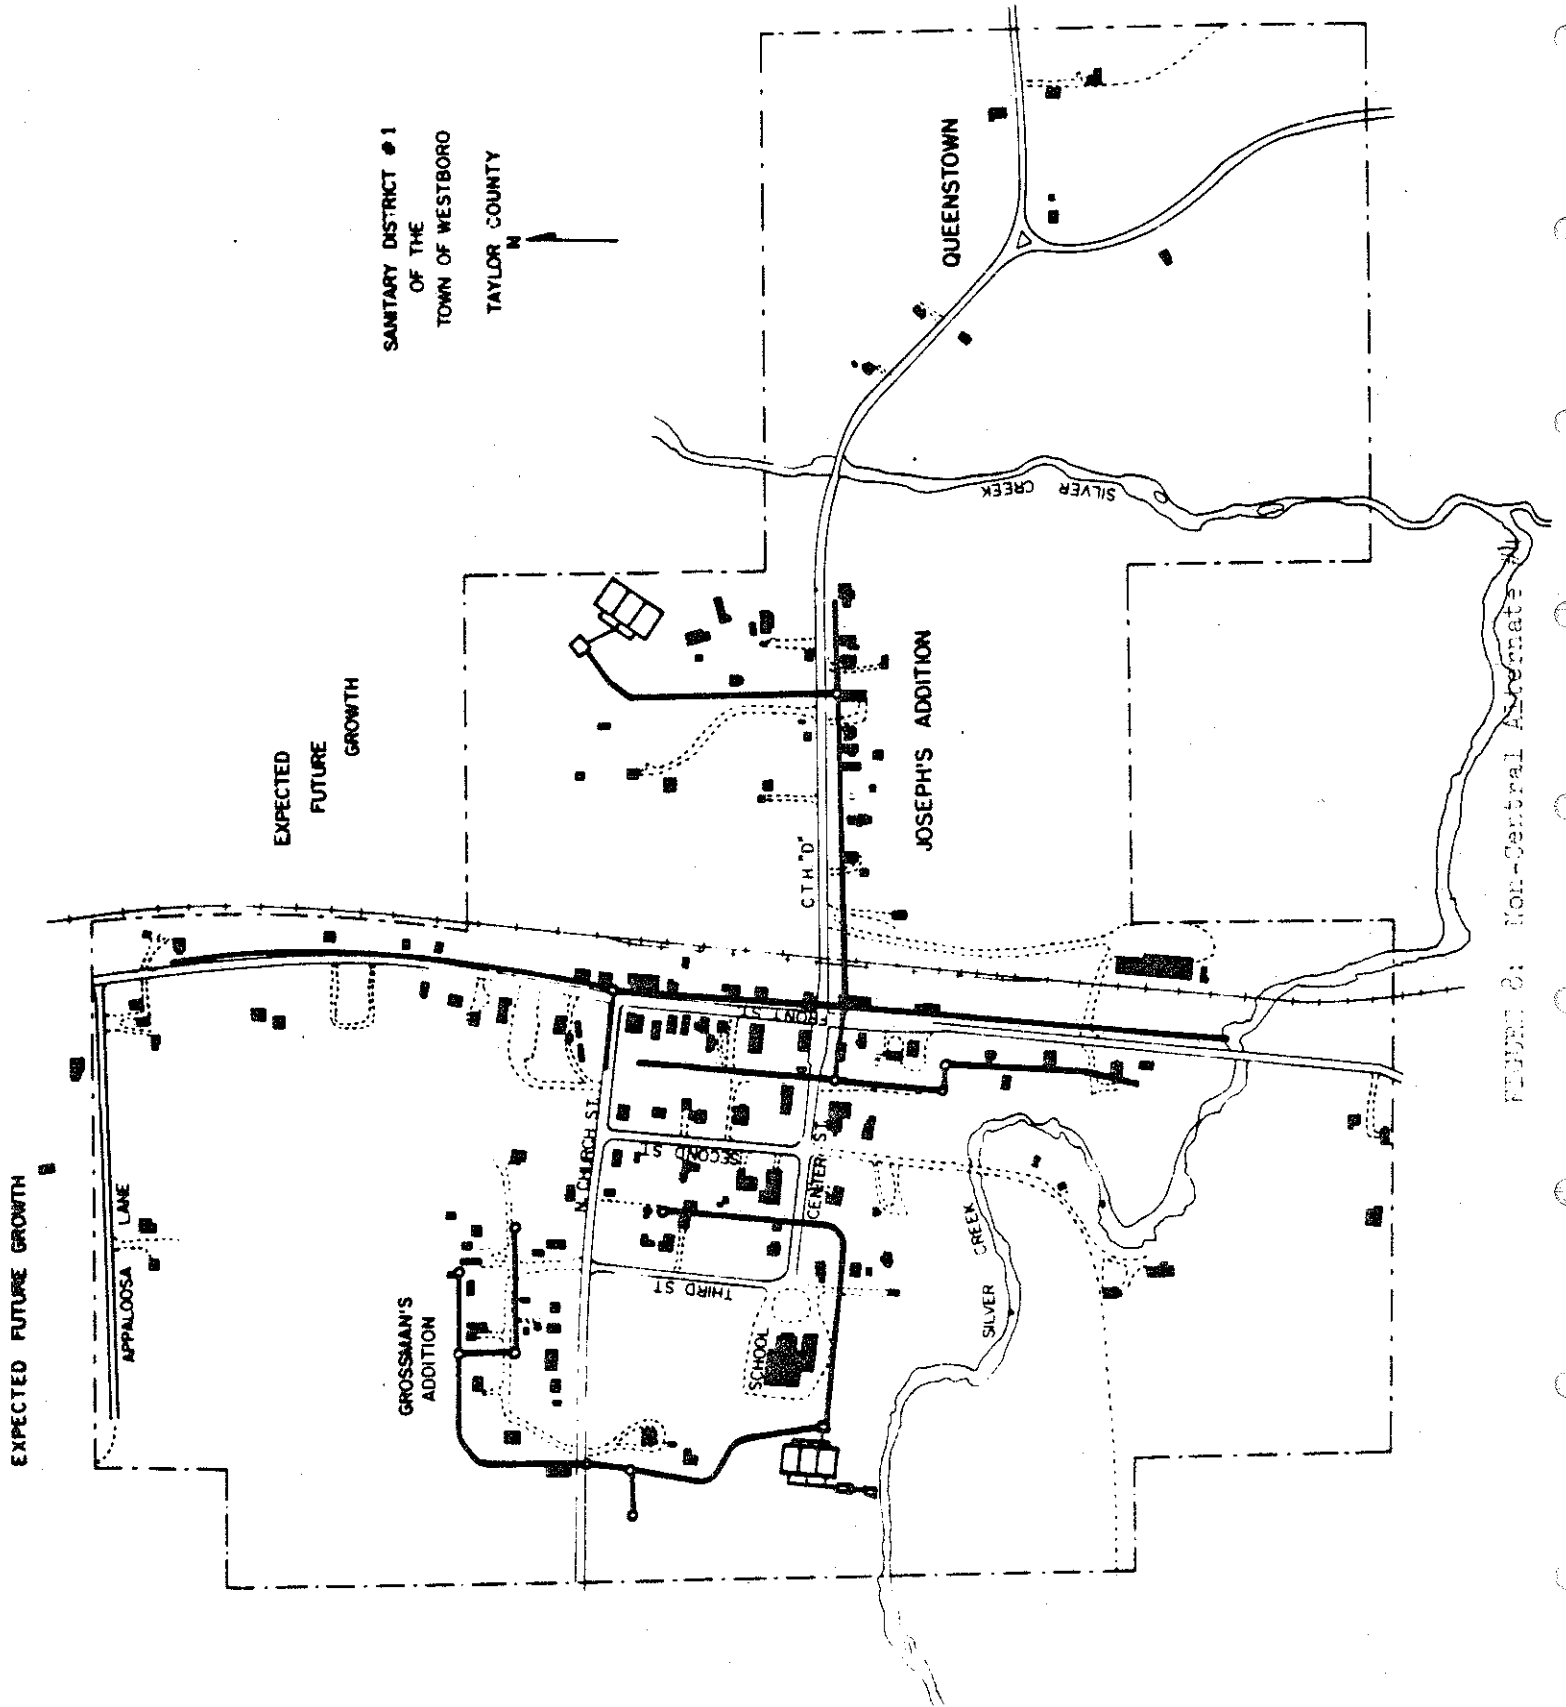 EXPECTED FUTURE GROWTH
SANITARY DISTRICT #1
OF THE
TOWN OF WESTBORO
TAYLOR COUNTY
N
EXPECTED
FUTURE
GROWTH
APPALOOSA LANE
GROSSMAN'S
ADDITION
N. CHURCH ST.
FRONT ST.
SECOND ST.
THIRD ST.
CENTER ST.
SCHOOL
C.T.H. "D"
JOSEPH'S ADDITION
QUEENSTOWN
SILVER CREEK
SILVER CREEK
FIGURE 8: Non-Central Alternate